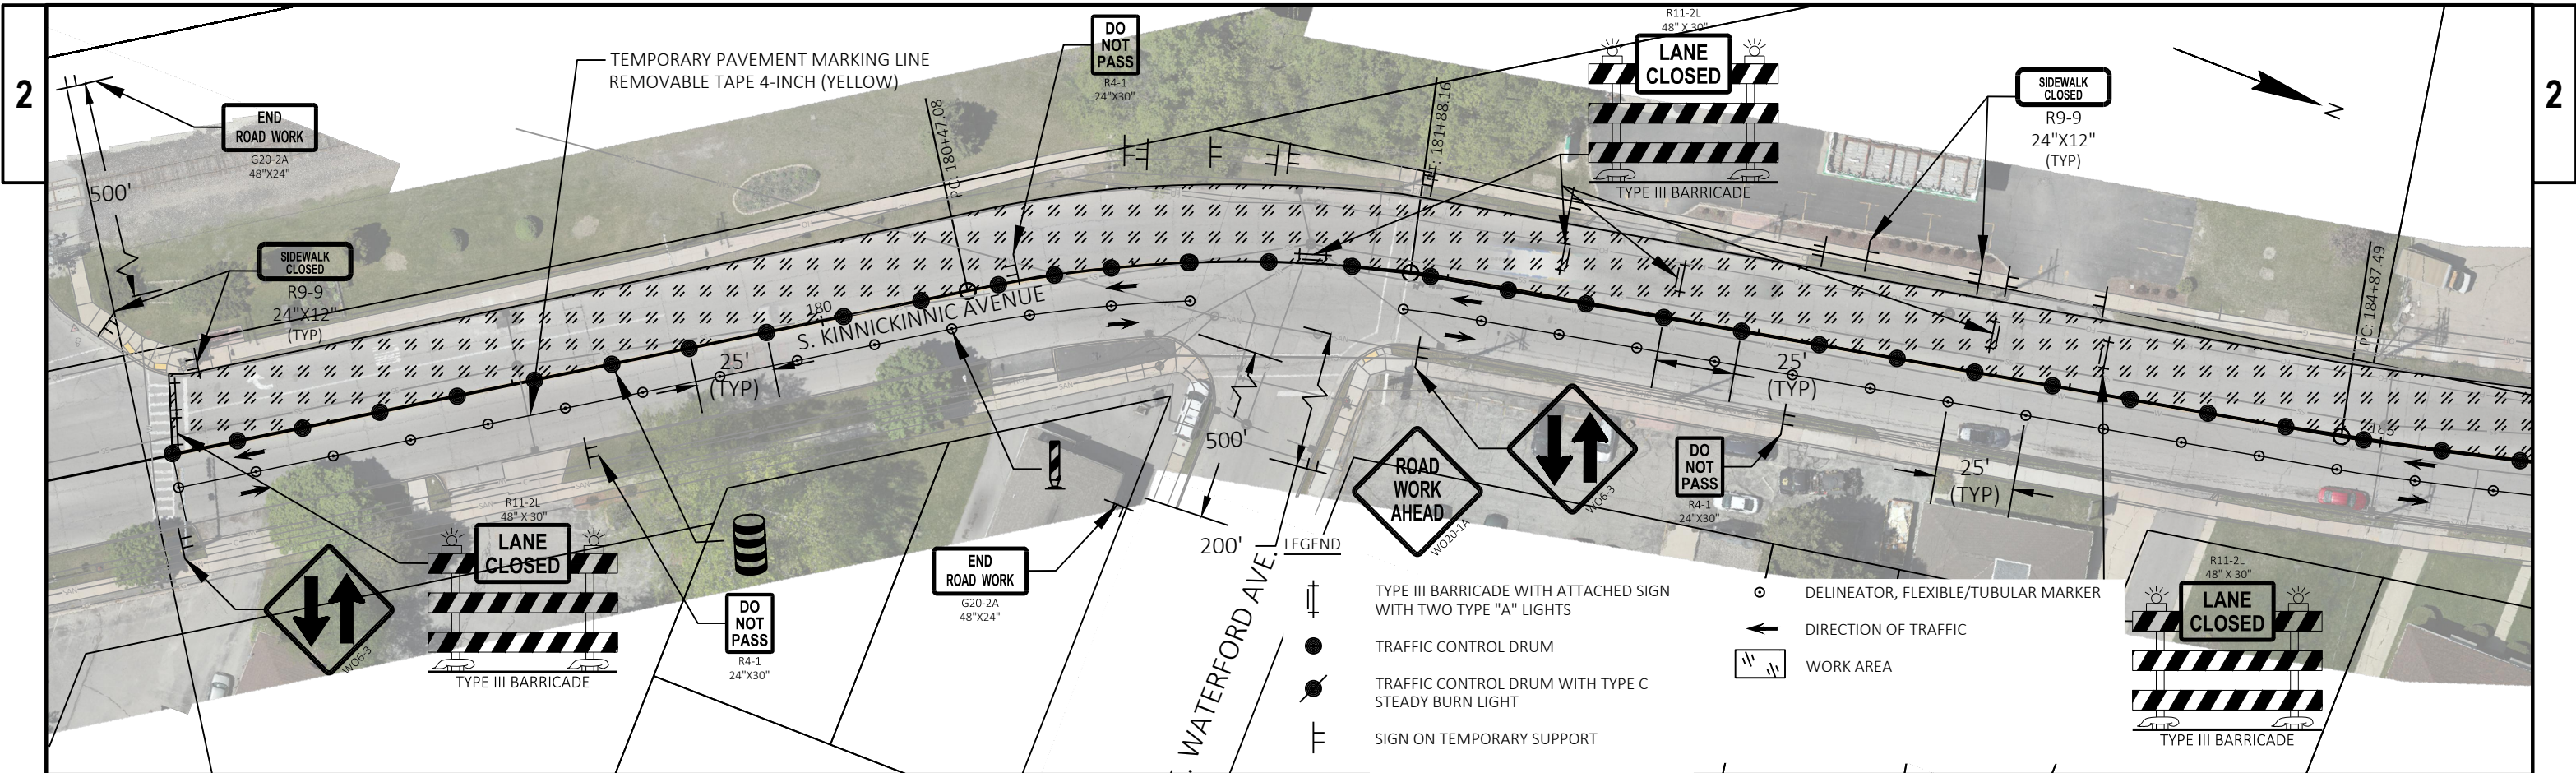 2
END
ROAD WORK
G20-2A
48"X24"
500'
TEMPORARY PAVEMENT MARKING LINE
REMOVABLE TAPE 4-INCH (YELLOW)
DO
NOT
PASS
R4-1
24"X30"
PC: 180+47.08
PT: 181+88.16
R11-2L
48" X 30"
LANE
CLOSED
TYPE III BARRICADE
SIDEWALK
CLOSED
R9-9
24"X12"
(TYP)
N
2
SIDEWALK
CLOSED
R9-9
24"X12"
(TYP)
180
S. KINNICKINNIC AVENUE
25'
(TYP)
25'
(TYP)
PC: 184+87.49
185
25'
(TYP)
500'
200'
ROAD
WORK
AHEAD
WO20-1A
WO6-3
DO
NOT
PASS
R4-1
24"X30"
WO6-3
R11-2L
48" X 30"
LANE
CLOSED
TYPE III BARRICADE
DO
NOT
PASS
R4-1
24"X30"
END
ROAD WORK
G20-2A
48"X24"
WATERFORD AVE.
LEGEND
TYPE III BARRICADE WITH ATTACHED SIGN
WITH TWO TYPE "A" LIGHTS
TRAFFIC CONTROL DRUM
TRAFFIC CONTROL DRUM WITH TYPE C
STEADY BURN LIGHT
SIGN ON TEMPORARY SUPPORT
DELINEATOR, FLEXIBLE/TUBULAR MARKER
DIRECTION OF TRAFFIC
WORK AREA
R11-2L
48" X 30"
LANE
CLOSED
TYPE III BARRICADE